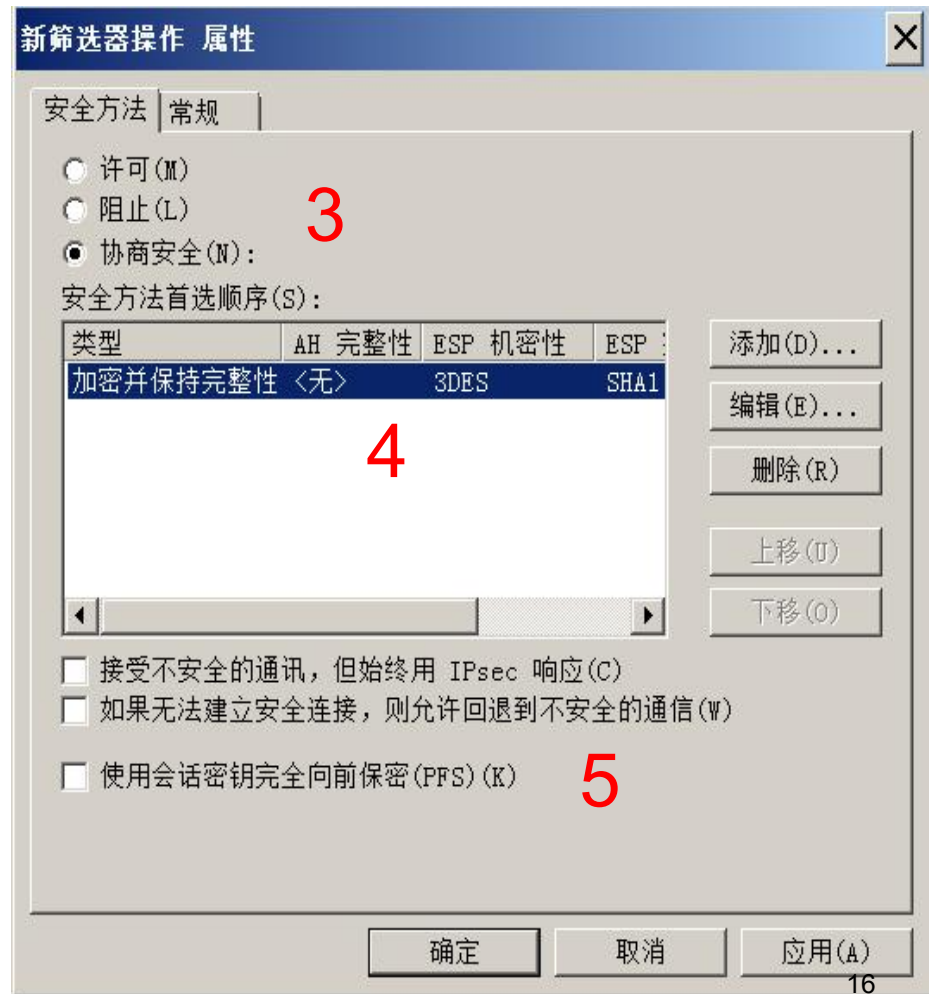 新筛选器操作 属性
安全方法 常规
许可(M)
阻止(L)
3
协商安全(N):
安全方法首选顺序(S):
类型 AH 完整性 ESP 机密性 ESP
加密并保持完整性 <无> 3DES SHA1
添加(D)...
编辑(E)...
4
删除(R)
上移(U)
下移(O)
接受不安全的通讯，但始终用 IPsec 响应(C)
如果无法建立安全连接，则允许回退到不安全的通信(W)
使用会话密钥完全向前保密(PFS)(K)
5
确定 取消 应用(A)
16